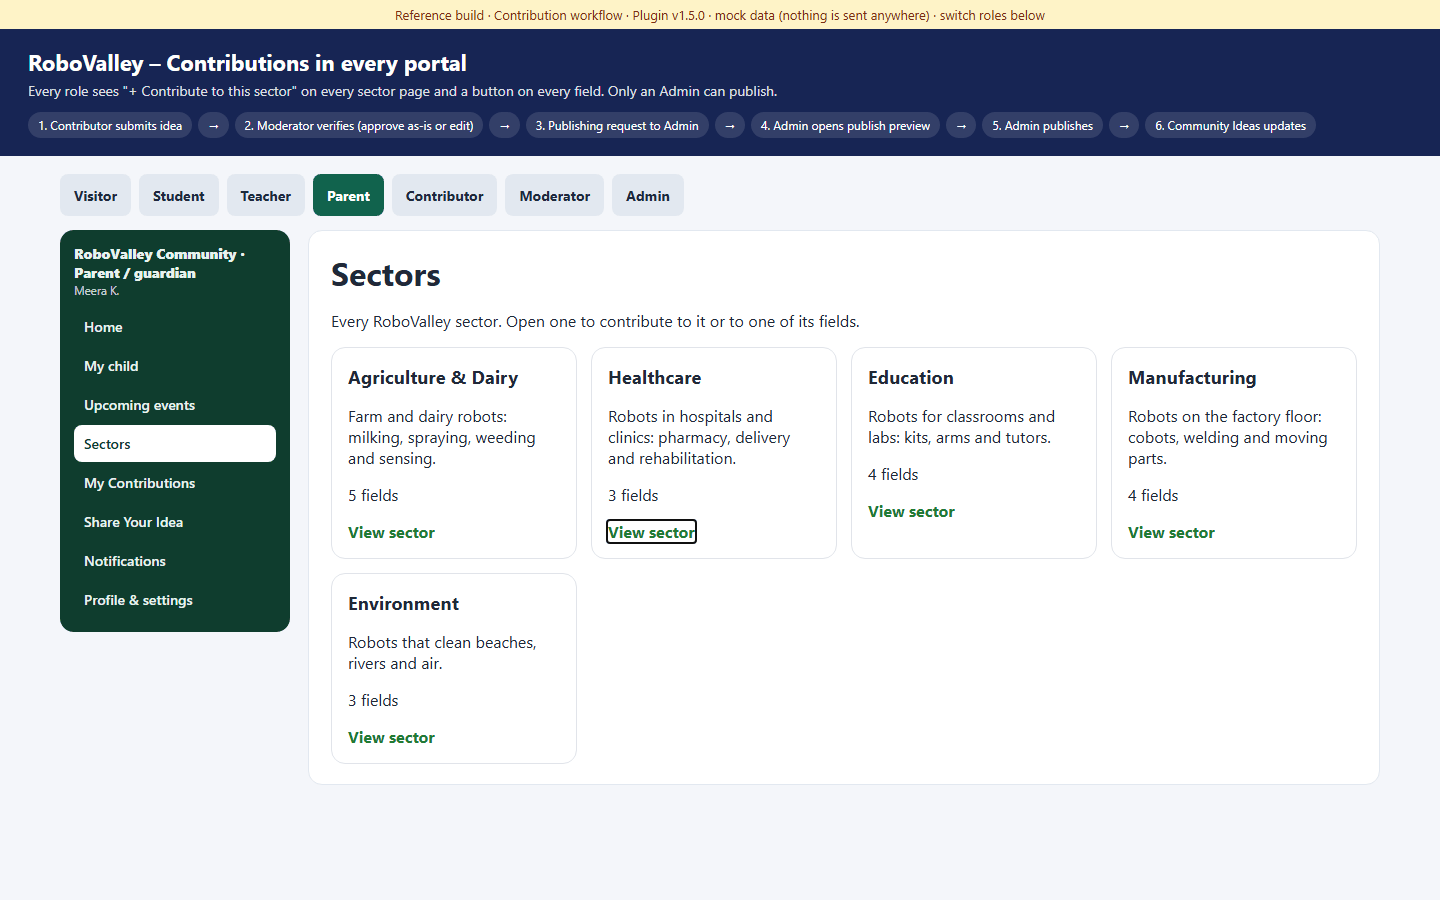 Reference build · Contribution workflow · Plugin v1.5.0 · mock data (nothing is sent anywhere) · switch roles below
RoboValley – Contributions in every portal
Every role sees "+ Contribute to this sector" on every sector page and a button on every field. Only an Admin can publish.
1. Contributor submits idea → 2. Moderator verifies (approve as-is or edit) → 3. Publishing request to Admin → 4. Admin opens publish preview → 5. Admin publishes → 6. Community Ideas updates
Visitor Student Teacher Parent Contributor Moderator Admin
RoboValley Community ·
Parent / guardian
Meera K.
Home
My child
Upcoming events
Sectors
My Contributions
Share Your Idea
Notifications
Profile & settings
Sectors
Every RoboValley sector. Open one to contribute to it or to one of its fields.
Agriculture & Dairy
Farm and dairy robots:
milking, spraying, weeding
and sensing.
5 fields
View sector
Healthcare
Robots in hospitals and
clinics: pharmacy, delivery
and rehabilitation.
3 fields
View sector
Education
Robots for classrooms and
labs: kits, arms and tutors.
4 fields
View sector
Manufacturing
Robots on the factory floor:
cobots, welding and moving
parts.
4 fields
View sector
Environment
Robots that clean beaches,
rivers and air.
3 fields
View sector